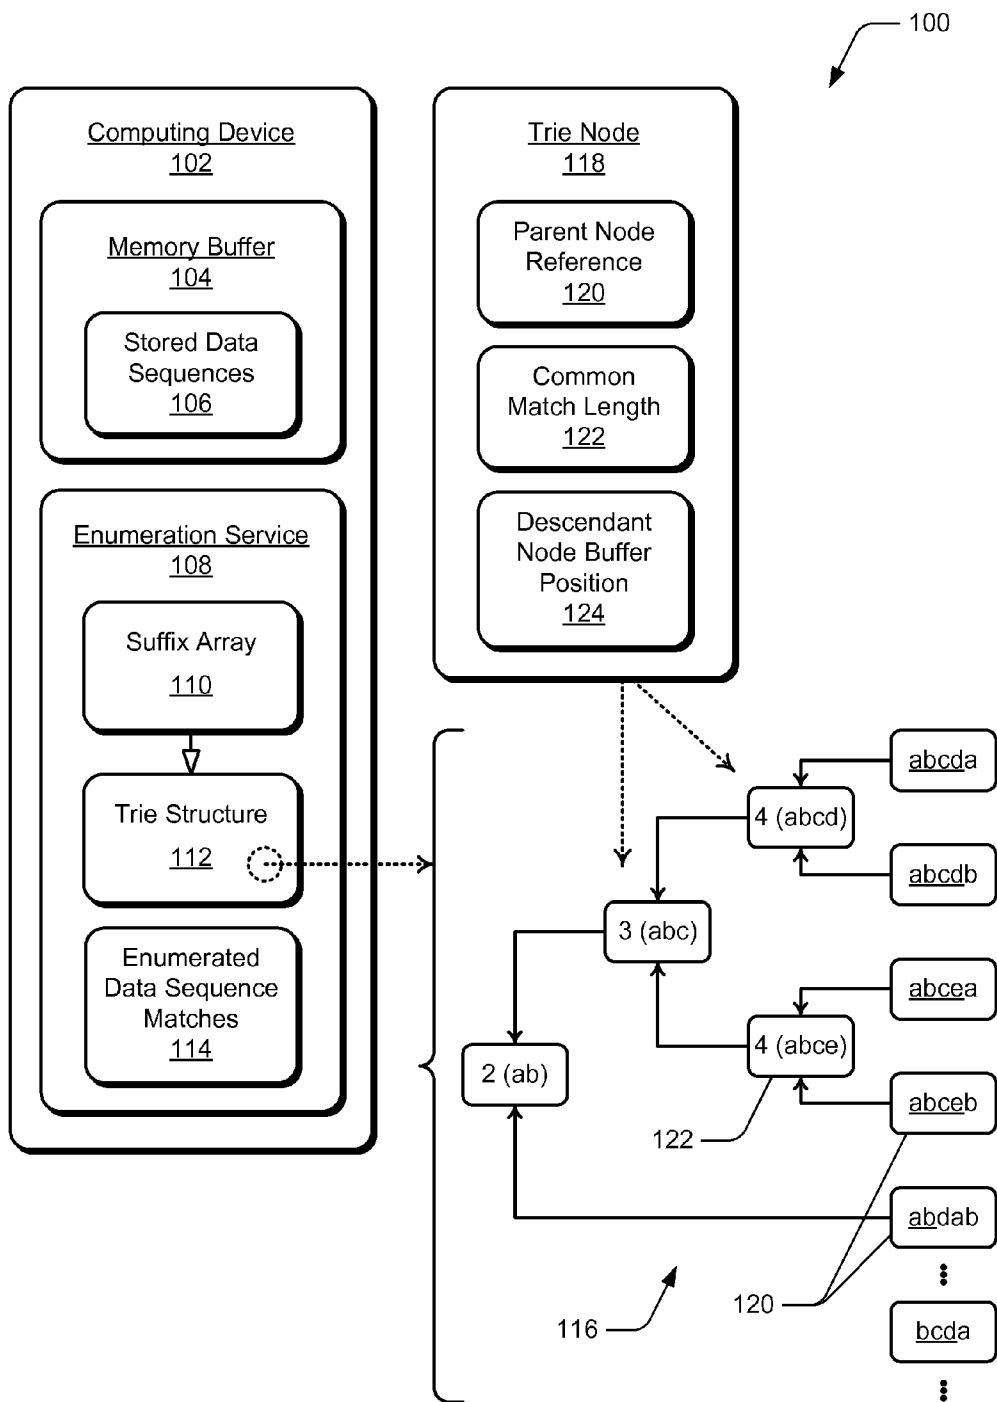 100
Computing Device
102
Memory Buffer
104
Stored Data
Sequences
106
Enumeration Service
108
Suffix Array
110
Trie Structure
112
Enumerated
Data Sequence
Matches
114
Trie Node
118
Parent Node
Reference
120
Common
Match Length
122
Descendant
Node Buffer
Position
124
abcda
4 (abcd)
abcdb
3 (abc)
abcea
4 (abce)
2 (ab)
abceb
122
abdab
120
116
bcda